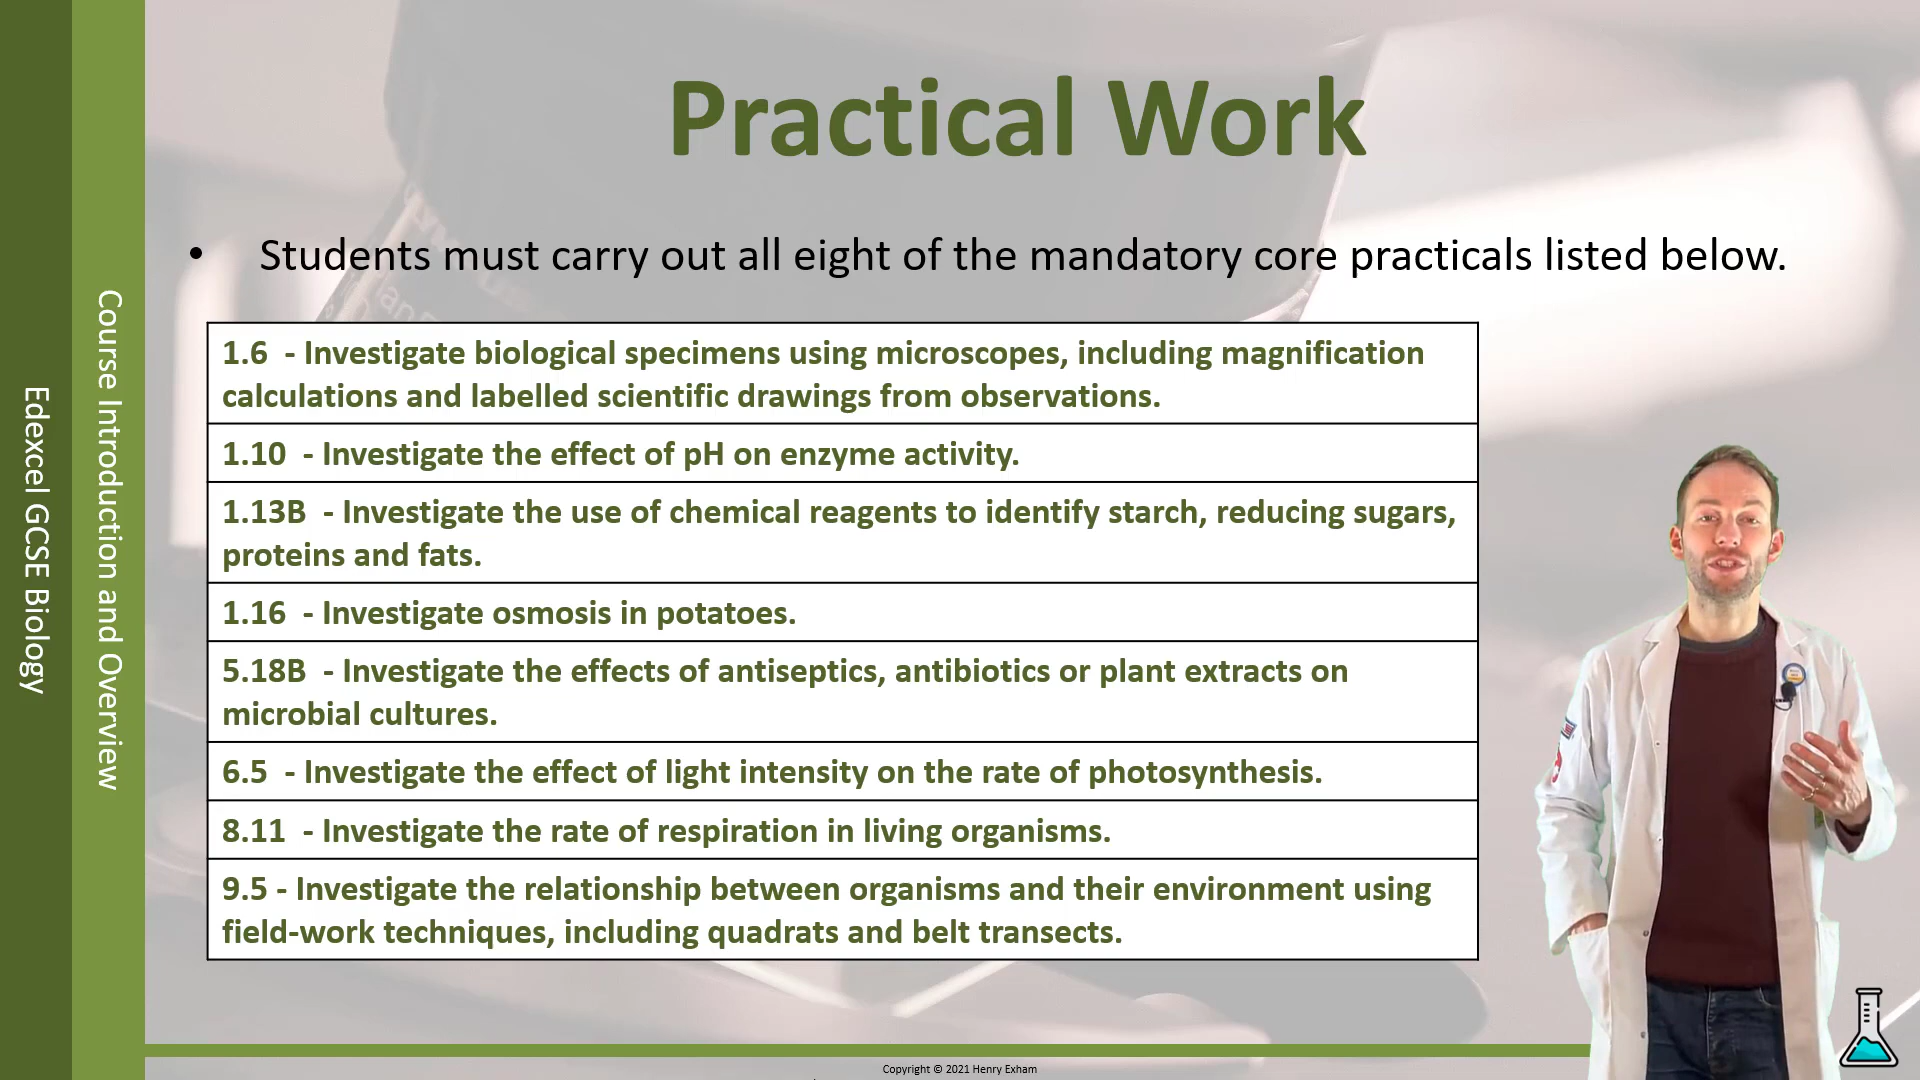 Practical Work
• Students must carry out all eight of the mandatory core practicals listed below.
1.6 - Investigate biological specimens using microscopes, including magnification
calculations and labelled scientific drawings from observations.
1.10 - Investigate the effect of pH on enzyme activity.
1.13B - Investigate the use of chemical reagents to identify starch, reducing sugars,
proteins and fats.
1.16 - Investigate osmosis in potatoes.
5.18B - Investigate the effects of antiseptics, antibiotics or plant extracts on
microbial cultures.
6.5 - Investigate the effect of light intensity on the rate of photosynthesis.
8.11 - Investigate the rate of respiration in living organisms.
9.5 - Investigate the relationship between organisms and their environment using
field-work techniques, including quadrats and belt transects.
Course Introduction and Overview
Edexcel GCSE Biology
Copyright © 2021 Henry Exham